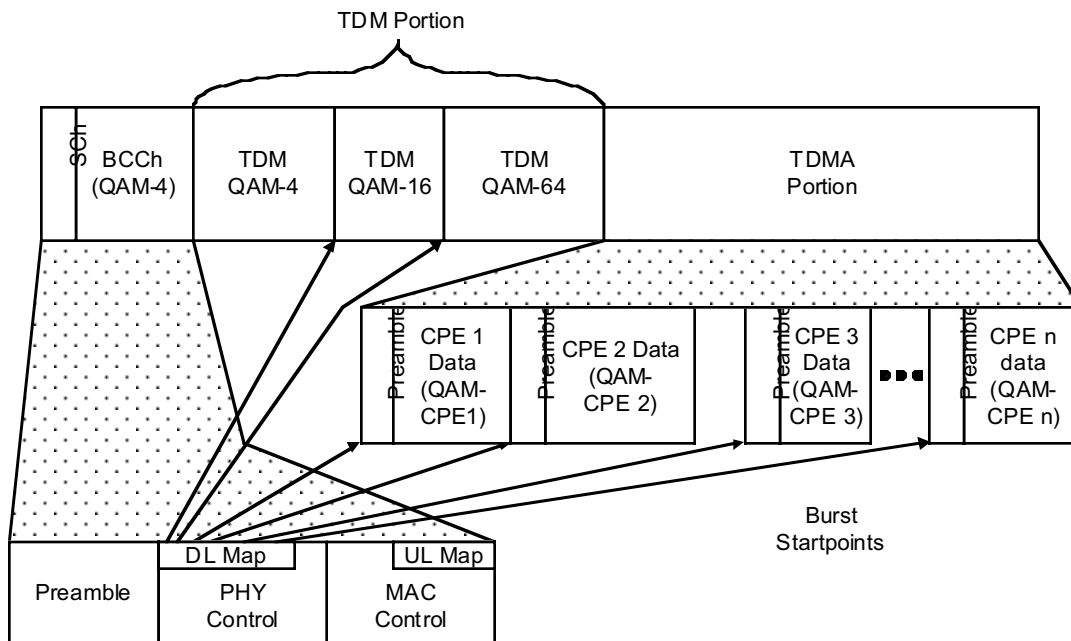 TDM Portion
SCh
BCCh
(QAM-4)
TDM
QAM-4
TDM
QAM-16
TDM
QAM-64
TDMA
Portion
Preamble
CPE 1
Data
(QAM-
CPE1)
Preamble
CPE 2 Data
(QAM-
CPE 2)
Preamble
CPE 3
Data
(QAM-
CPE 3)
Preamble
CPE n
data
(QAM-
CPE n)
Burst
Startpoints
Preamble
DL Map
PHY
Control
UL Map
MAC
Control